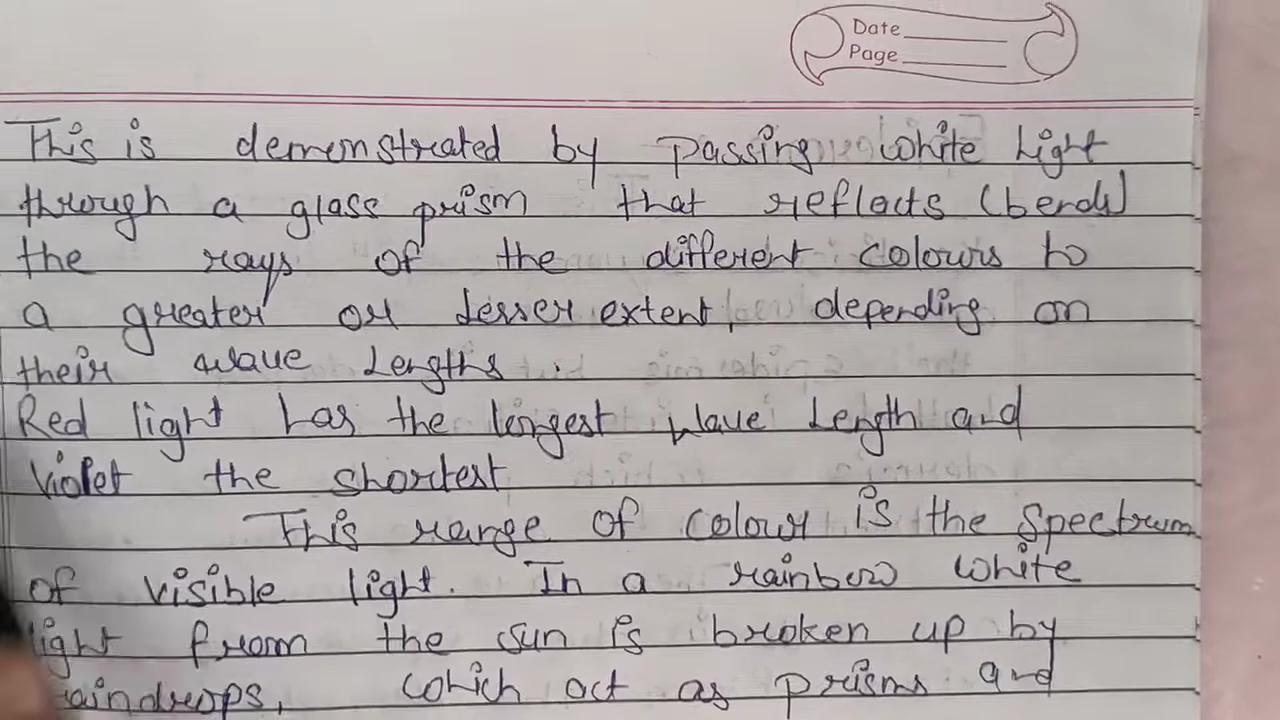 Date
Page
This is demonstrated by passing white light
through a glass prism that reflacts (bends)
the rays of the different colours to
a greater or lesser extent, depending on
their wave lengths.
Red light has the longest wave length and
violet the shortest
This range of colour is the spectrum
of visible light. In a rainbow white
light from the sun is broken up by
raindrops, which act as prisms and